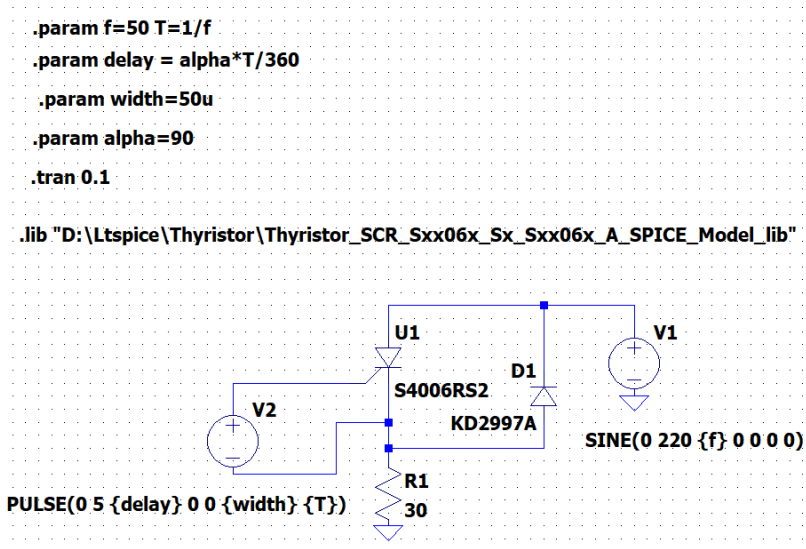 .param f=50 T=1/f
.param delay = alpha*T/360
.param width=50u
.param alpha=90
.tran 0.1
.lib "D:\Ltspice\Thyristor\Thyristor_SCR_Sxx06x_Sx_Sxx06x_A_SPICE_Model_lib"
U1
V1
D1
S4006RS2
V2
KD2997A
SINE(0 220 {f} 0 0 0 0)
R1
PULSE(0 5 {delay} 0 0 {width} {T})
30